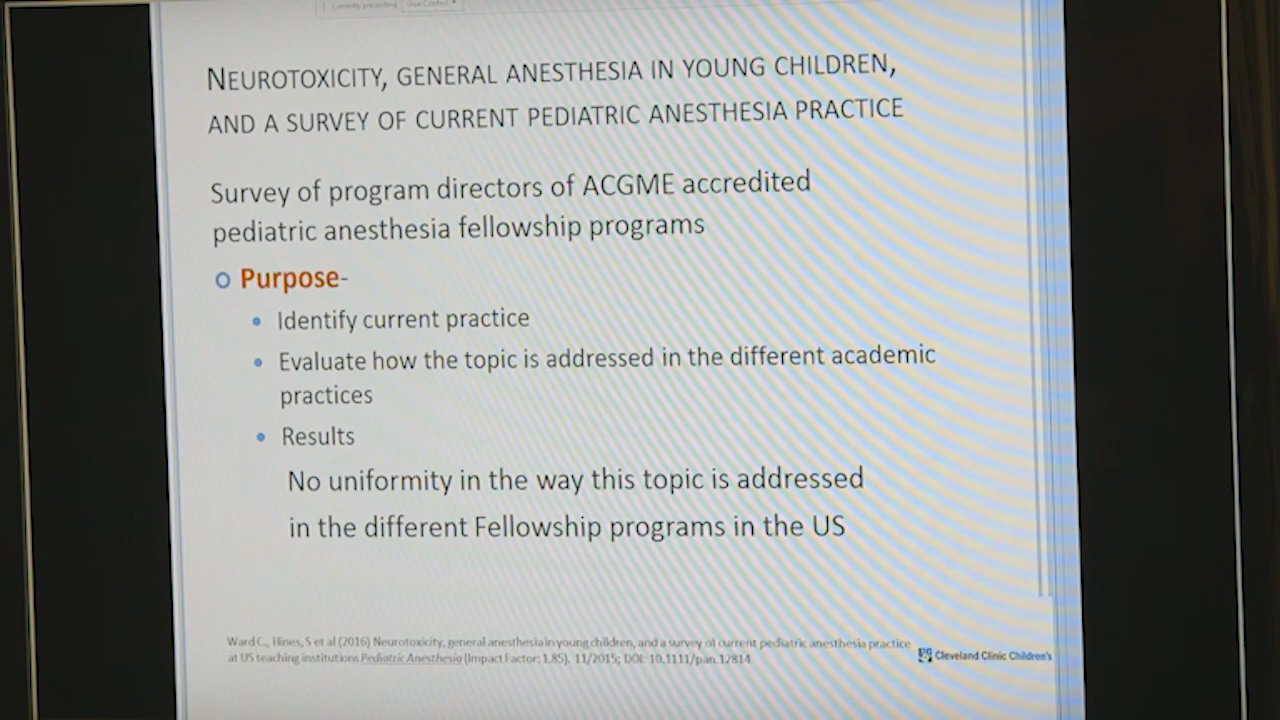 Currently presenting Give Control
NEUROTOXICITY, GENERAL ANESTHESIA IN YOUNG CHILDREN,
AND A SURVEY OF CURRENT PEDIATRIC ANESTHESIA PRACTICE
Survey of program directors of ACGME accredited
pediatric anesthesia fellowship programs
Purpose-
Identify current practice
Evaluate how the topic is addressed in the different academic
practices
Results
No uniformity in the way this topic is addressed
in the different Fellowship programs in the US
Ward C., Hines, S et al (2016) Neurotoxicity, general anesthesia in young children, and a survey of current pediatric anesthesia practice
at US teaching institutions Pediatric Anesthesia (Impact Factor: 1.85). 11/2015; DOI: 10.1111/pan.12814
Cleveland Clinic Children's